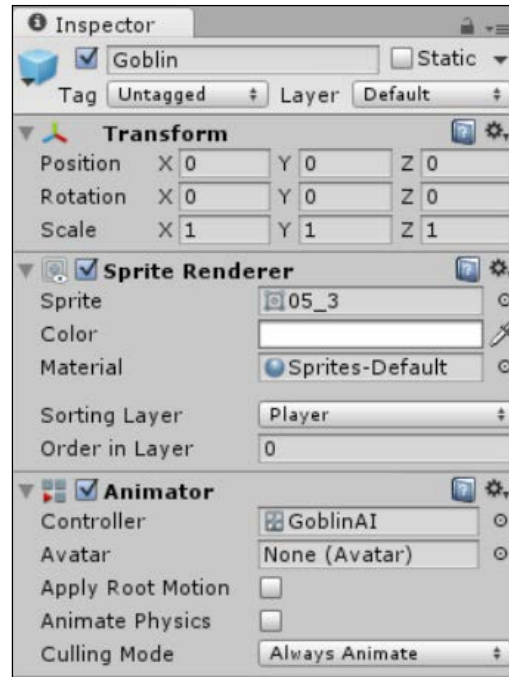 Inspector
Goblin Static
Tag Untagged Layer Default
Transform
Position X 0 Y 0 Z 0
Rotation X 0 Y 0 Z 0
Scale X 1 Y 1 Z 1
Sprite Renderer
Sprite 05_3
Color
Material Sprites-Default
Sorting Layer Player
Order in Layer 0
Animator
Controller GoblinAI
Avatar None (Avatar)
Apply Root Motion
Animate Physics
Culling Mode Always Animate